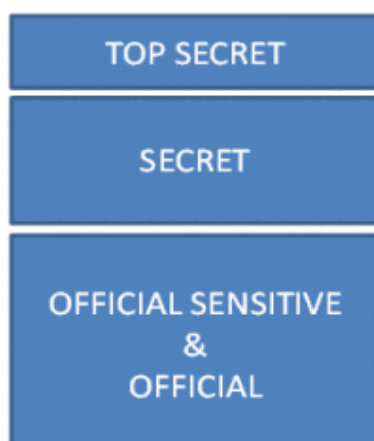 TOP SECRET
SECRET
OFFICIAL SENSITIVE
&
OFFICIAL